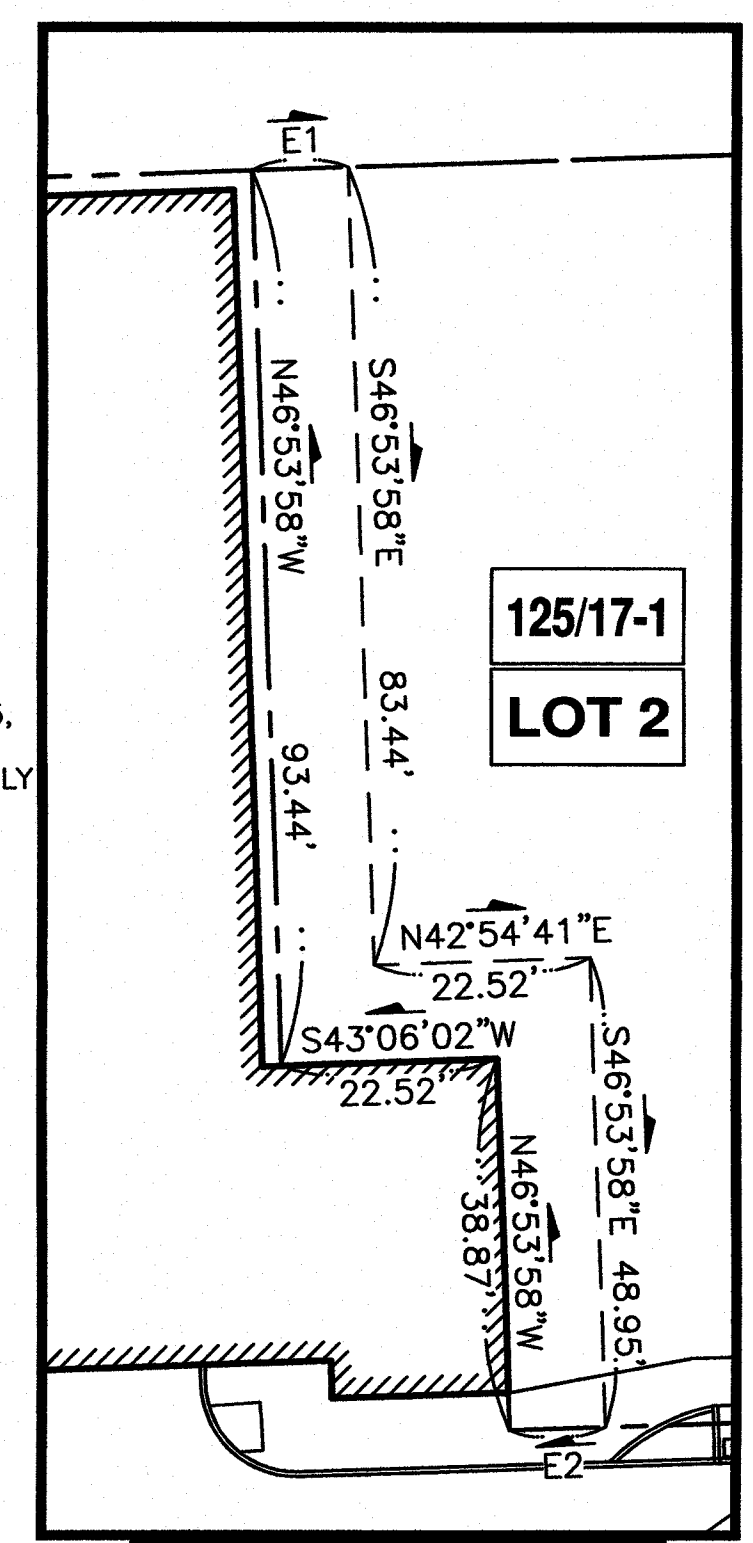 E1
N46°53'58"W
93.44'
S46°53'58"E
83.44'
125/17-1
LOT 2
LY
N42°54'41"E
22.52'
S43°06'02"W
22.52'
S46°53'58"E 48.95'
N46°53'58"W
38.87'
E2